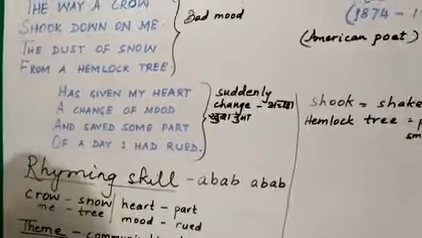 THE WAY A CROW
SHOOK DOWN ON ME
THE DUST OF SNOW
FROM A HEMLOCK TREE
Bad mood
HAS GIVEN MY HEART
A CHANGE OF MOOD
AND SAVED SOME PART
OF A DAY I HAD RUED.
suddenly
change - अच्छा
हुआ
(1874 -
(American poet)
shook = shake
Hemlock tree =
Rhyming skill - abab abab
crow - snow
me - tree
heart - part
mood - rued
Theme -